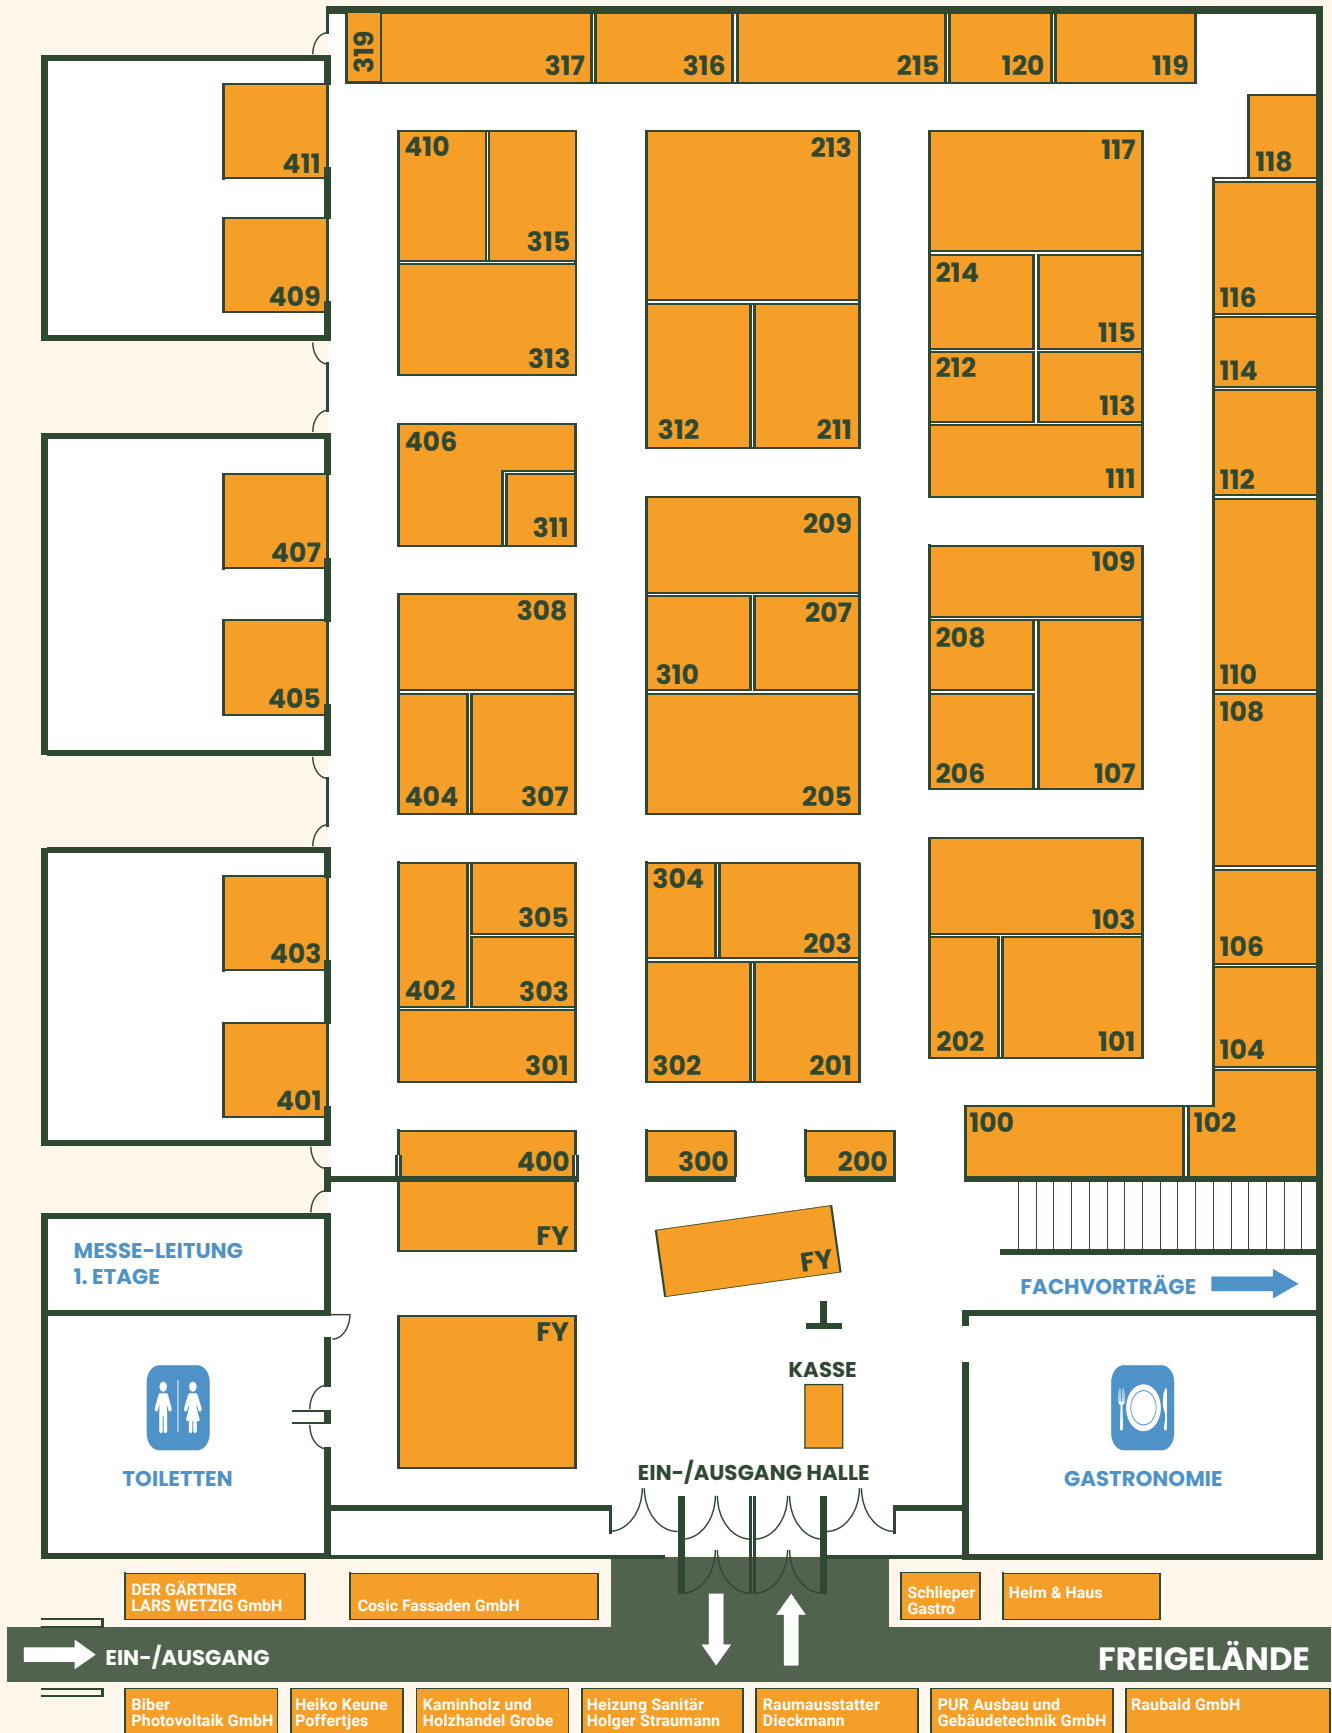 319
317
316
215
120
119
411
410
213
117
118
315
409
214
116
313
115
212
114
113
312
211
406
111
112
209
311
407
109
308
207
208
310
110
405
108
206
107
404
307
205
304
305
103
203
106
403
402
303
202
101
104
302
201
301
401
100
102
400
300
200
FY
FY
MESSE-LEITUNG
1. ETAGE
FACHVORTRÄGE
FY
KASSE
TOILETTEN
EIN-/AUSGANG HALLE
GASTRONOMIE
DER GÄRTNER
LARS WETZIG GmbH
Cosic Fassaden GmbH
Schlieper
Gastro
Heim & Haus
EIN-/AUSGANG
FREIGELÄNDE
Biber
Photovoltaik GmbH
Heiko Keune
Poffertjes
Kaminholz und
Holzhandel Grobe
Heizung Sanitär
Holger Straumann
Raumausstatter
Dieckmann
PUR Ausbau und
Gebäudetechnik GmbH
Raubald GmbH